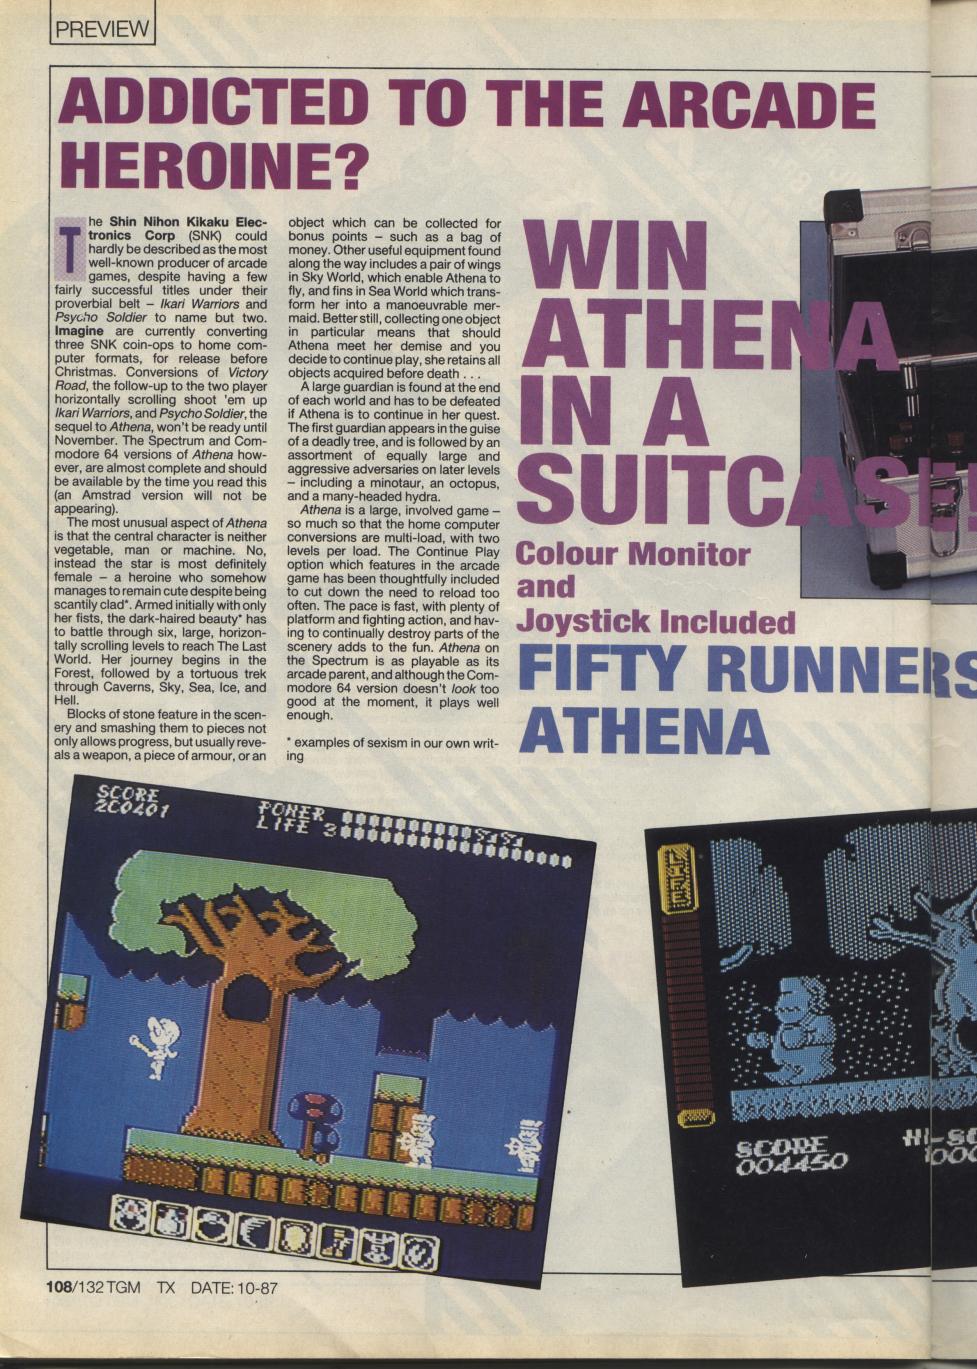 PREVIEW
ADDICTED TO THE ARCADE
HEROINE?
The Shin Nihon Kikaku Elec-
tronics Corp (SNK) could
hardly be described as the most
well-known producer of arcade
games, despite having a few
fairly successful titles under their
proverbial belt – Ikari Warriors and
Psycho Soldier to name but two.
Imagine are currently converting
three SNK coin-ops to home com-
puter formats, for release before
Christmas. Conversions of Victory
Road, the follow-up to the two player
horizontally scrolling shoot 'em up
Ikari Warriors, and Psycho Soldier, the
sequel to Athena, won't be ready until
November. The Spectrum and Com-
modore 64 versions of Athena how-
ever, are almost complete and should
be available by the time you read this
(an Amstrad version will not be
appearing).
The most unusual aspect of Athena
is that the central character is neither
vegetable, man or machine. No,
instead the star is most definitely
female – a heroine who somehow
manages to remain cute despite being
scantily clad*. Armed initially with only
her fists, the dark-haired beauty* has
to battle through six, large, horizon-
tally scrolling levels to reach The Last
World. Her journey begins in the
Forest, followed by a tortuous trek
through Caverns, Sky, Sea, Ice, and
Hell.
Blocks of stone feature in the scen-
ery and smashing them to pieces not
only allows progress, but usually reve-
als a weapon, a piece of armour, or an
object which can be collected for
bonus points – such as a bag of
money. Other useful equipment found
along the way includes a pair of wings
in Sky World, which enable Athena to
fly, and fins in Sea World which trans-
form her into a manoeuvrable mer-
maid. Better still, collecting one object
in particular means that should
Athena meet her demise and you
decide to continue play, she retains all
objects acquired before death . . .
A large guardian is found at the end
of each world and has to be defeated
if Athena is to continue in her quest.
The first guardian appears in the guise
of a deadly tree, and is followed by an
assortment of equally large and
aggressive adversaries on later levels
– including a minotaur, an octopus,
and a many-headed hydra.
Athena is a large, involved game –
so much so that the home computer
conversions are multi-load, with two
levels per load. The Continue Play
option which features in the arcade
game has been thoughtfully included
to cut down the need to reload too
often. The pace is fast, with plenty of
platform and fighting action, and hav-
ing to continually destroy parts of the
scenery adds to the fun. Athena on
the Spectrum is as playable as its
arcade parent, and although the Com-
modore 64 version doesn't look too
good at the moment, it plays well
enough.
* examples of sexism in our own writ-
ing
WIN
ATHENA
IN A
SUITCASE!
Colour Monitor
and
Joystick Included
FIFTY RUNNERS
ATHENA
SCORE
200401
POWER
LIFE 3
LIFE
SCORE
004450
HI-SC
000
108/132 TGM TX DATE: 10-87